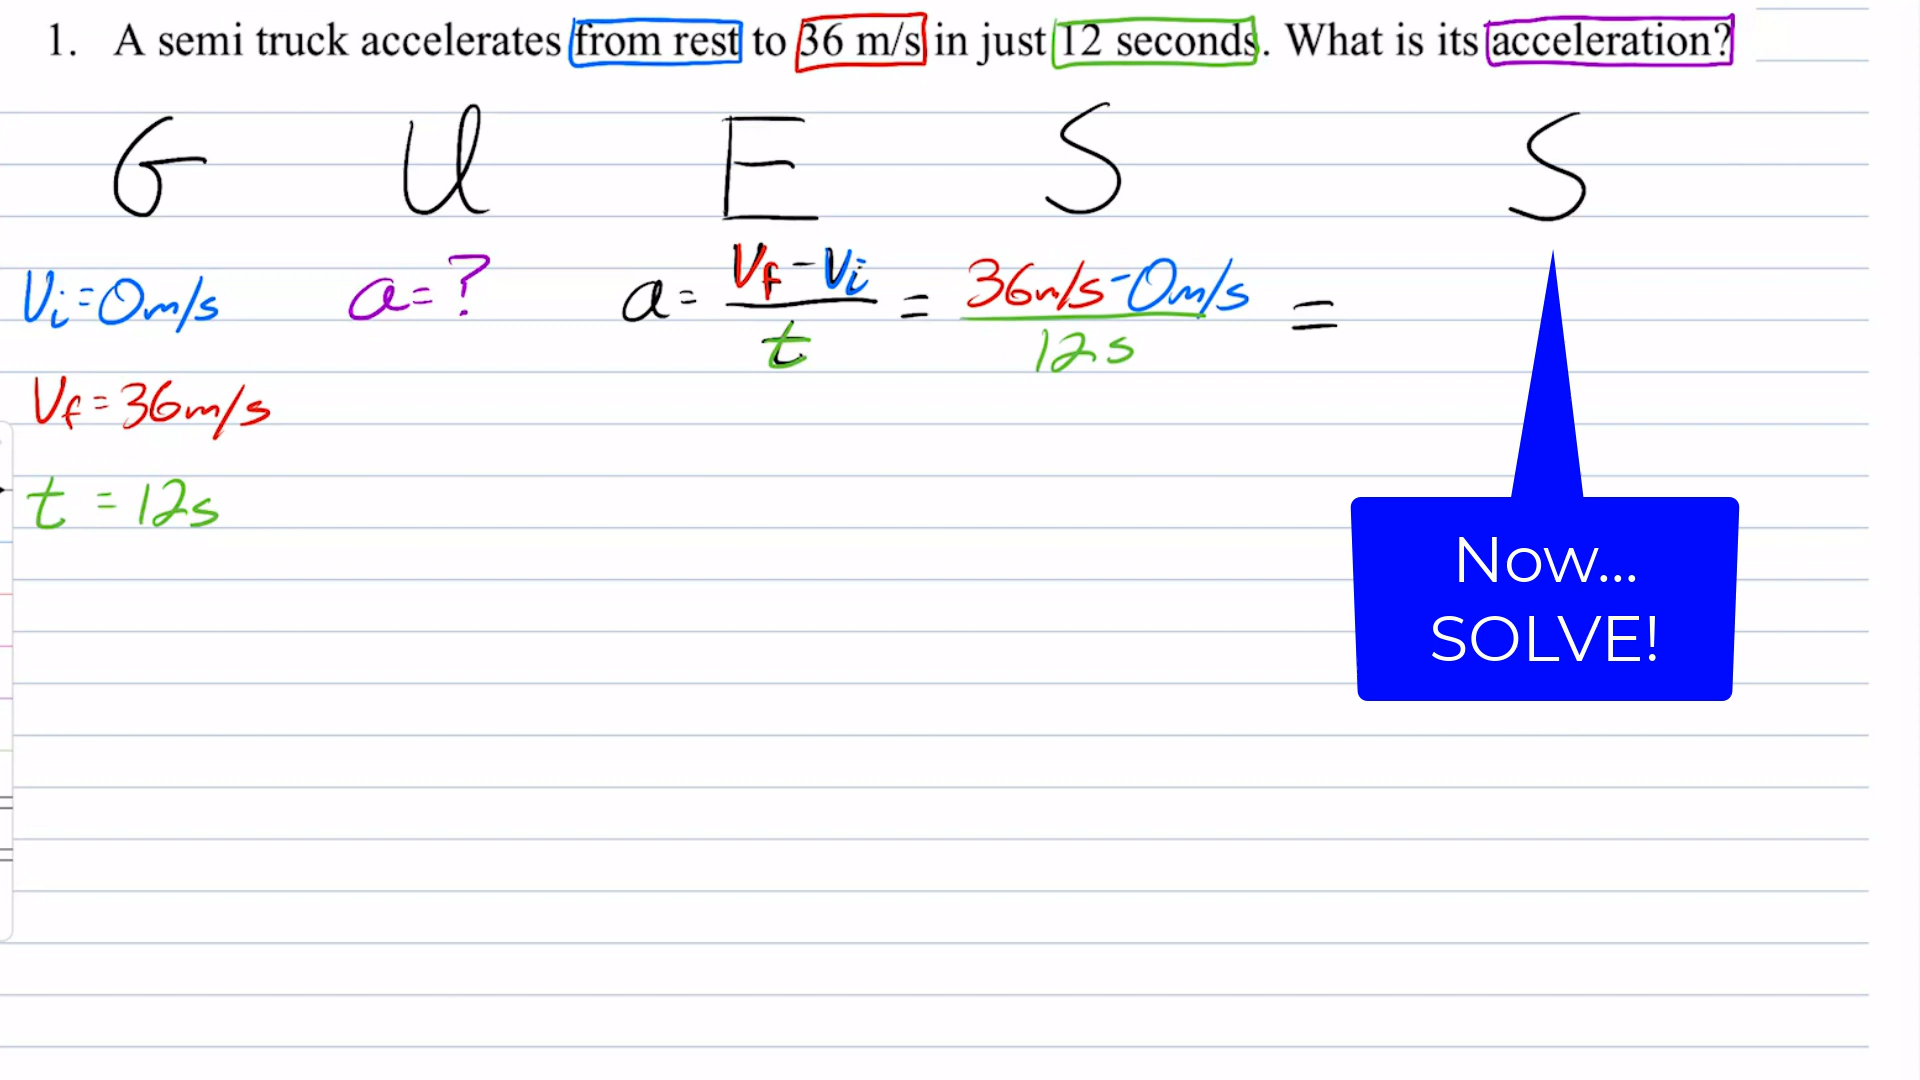 1. A semi truck accelerates from rest to 36 m/s in just 12 seconds. What is its acceleration?
G U E S S
Vi = 0m/s a = ? a = Vf - Vi / t = 36m/s - 0m/s / 12s =
Vf = 36m/s
t = 12s
Now...
SOLVE!